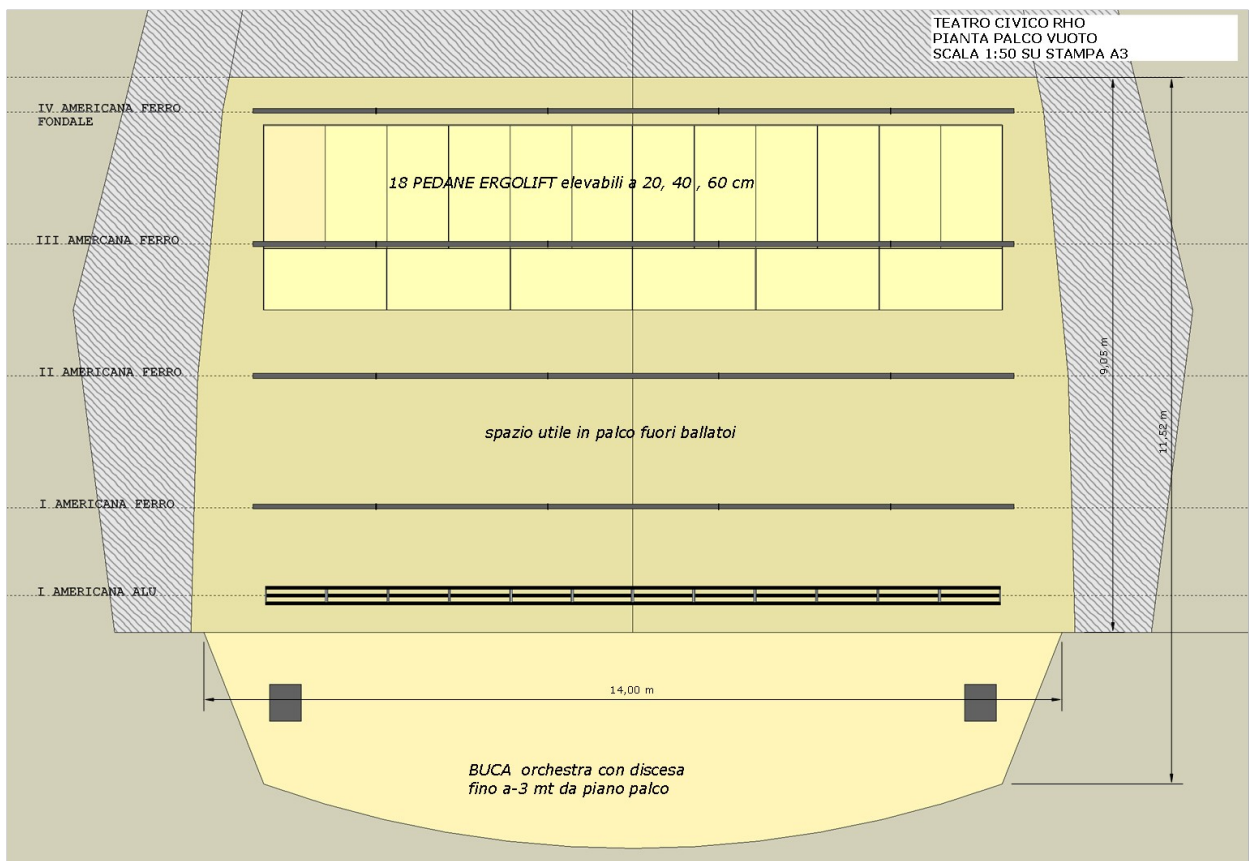 TEATRO CIVICO RHO
PIANTA PALCO VUOTO
SCALA 1:50 SU STAMPA A3
IV AMERICANA FERRO
FONDALE
18 PEDANE ERGOLIFT elevabili a 20, 40 , 60 cm
III AMERCANA FERRO
9,05 m
II AMERICANA FERRO
11,52 m
spazio utile in palco fuori ballatoi
I AMERICANA FERRO
I AMERICANA ALU
14,00 m
BUCA orchestra con discesa
fino a-3 mt da piano palco